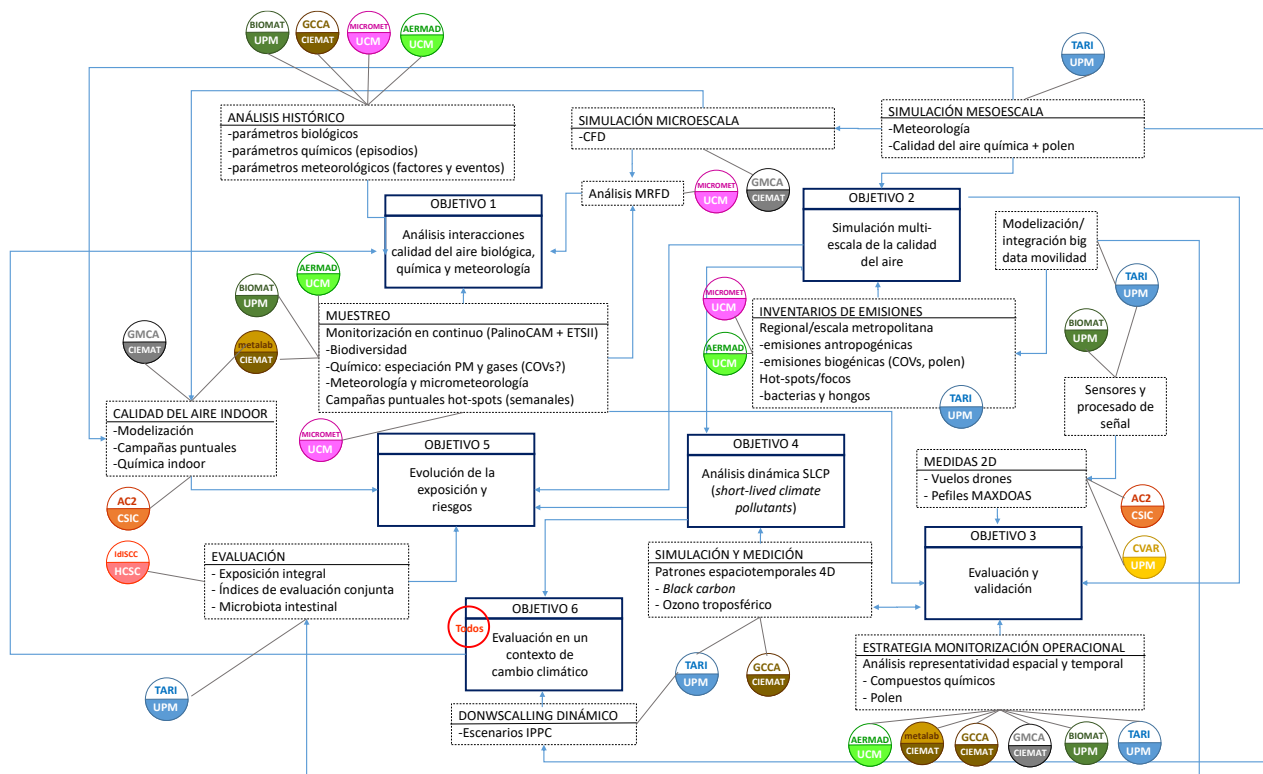 BIOMAT
UPM
GCCA
CIEMAT
MICROMET
UCM
AERMAD
UCM
TARI
UPM
ANÁLISIS HISTÓRICO
-parámetros biológicos
-parámetros químicos (episodios)
-parámetros meteorológicos (factores y eventos)
SIMULACIÓN MICROESCALA
-CFD
SIMULACIÓN MESOESCALA
-Meteorología
-Calidad del aire química + polen
Análisis MRFD
MICROMET
UCM
GMCA
CIEMAT
OBJETIVO 1
Análisis interacciones
calidad del aire biológica,
química y meteorología
OBJETIVO 2
Simulación multi-
escala de la calidad
del aire
Modelización/
integración big
data movilidad
TARI
UPM
BIOMAT
UPM
Sensores y
procesado de
señal
AERMAD
UCM
BIOMAT
UPM
GMCA
CIEMAT
metalab
CIEMAT
MUESTREO
Monitorización en continuo (PalinoCAM + ETSII)
-Biodiversidad
-Químico: especiación PM y gases (COVs?)
-Meteorología y micrometeorología
Campañas puntuales hot-spots (semanales)
MICROMET
UCM
MICROMET
UCM
AERMAD
UCM
INVENTARIOS DE EMISIONES
Regional/escala metropolitana
-emisiones antropogénicas
-emisiones biogénicas (COVs, polen)
Hot-spots/focos
-bacterias y hongos
TARI
UPM
CALIDAD DEL AIRE INDOOR
-Modelización
-Campañas puntuales
-Química indoor
AC2
CSIC
OBJETIVO 5
Evolución de la
exposición y
riesgos
OBJETIVO 4
Análisis dinámica SLCP
(short-lived climate
pollutants)
MEDIDAS 2D
- Vuelos drones
- Pefiles MAXDOAS
AC2
CSIC
CVAR
UPM
OBJETIVO 3
Evaluación y
validación
IdISCC
HCSC
EVALUACIÓN
- Exposición integral
- Índices de evaluación conjunta
- Microbiota intestinal
TARI
UPM
SIMULACIÓN Y MEDICIÓN
Patrones espaciotemporales 4D
- Black carbon
- Ozono troposférico
TARI
UPM
GCCA
CIEMAT
OBJETIVO 6
Todos
Evaluación en un
contexto de
cambio climático
DONWSCALLING DINÁMICO
-Escenarios IPPC
ESTRATEGIA MONITORIZACIÓN OPERACIONAL
Análisis representatividad espacial y temporal
- Compuestos químicos
- Polen
AERMAD
UCM
metalab
CIEMAT
GCCA
CIEMAT
GMCA
CIEMAT
BIOMAT
UPM
TARI
UPM